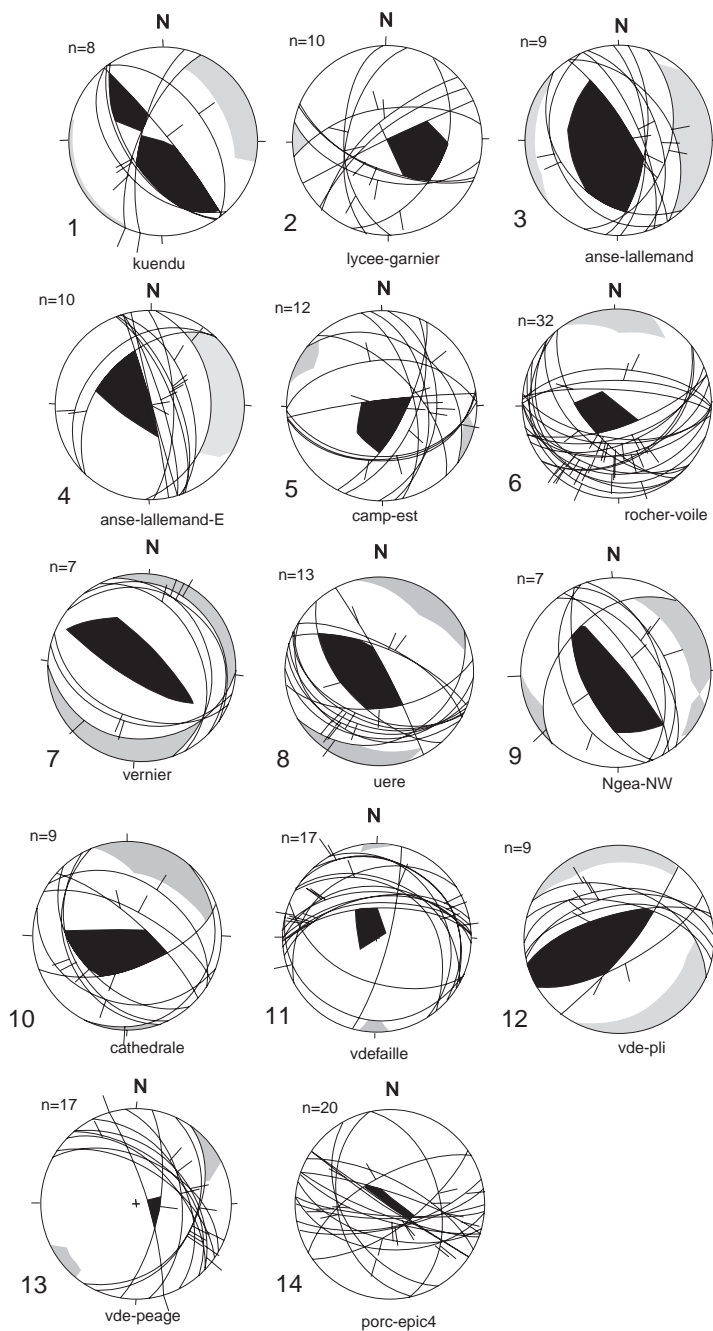 N
n=8
1
kuendu
N
n=10
2
lycee-garnier
N
n=9
3
anse-lallemand
N
n=10
4
anse-lallemand-E
N
n=12
5
camp-est
N
n=32
6
rocher-voile
N
n=7
7
vernier
N
n=13
8
uere
N
n=7
9
Ngea-NW
n=9
10
cathedrale
N
n=17
11
vdefaille
n=9
12
vde-pli
N
n=17
13
vde-peage
N
n=20
14
porc-epic4